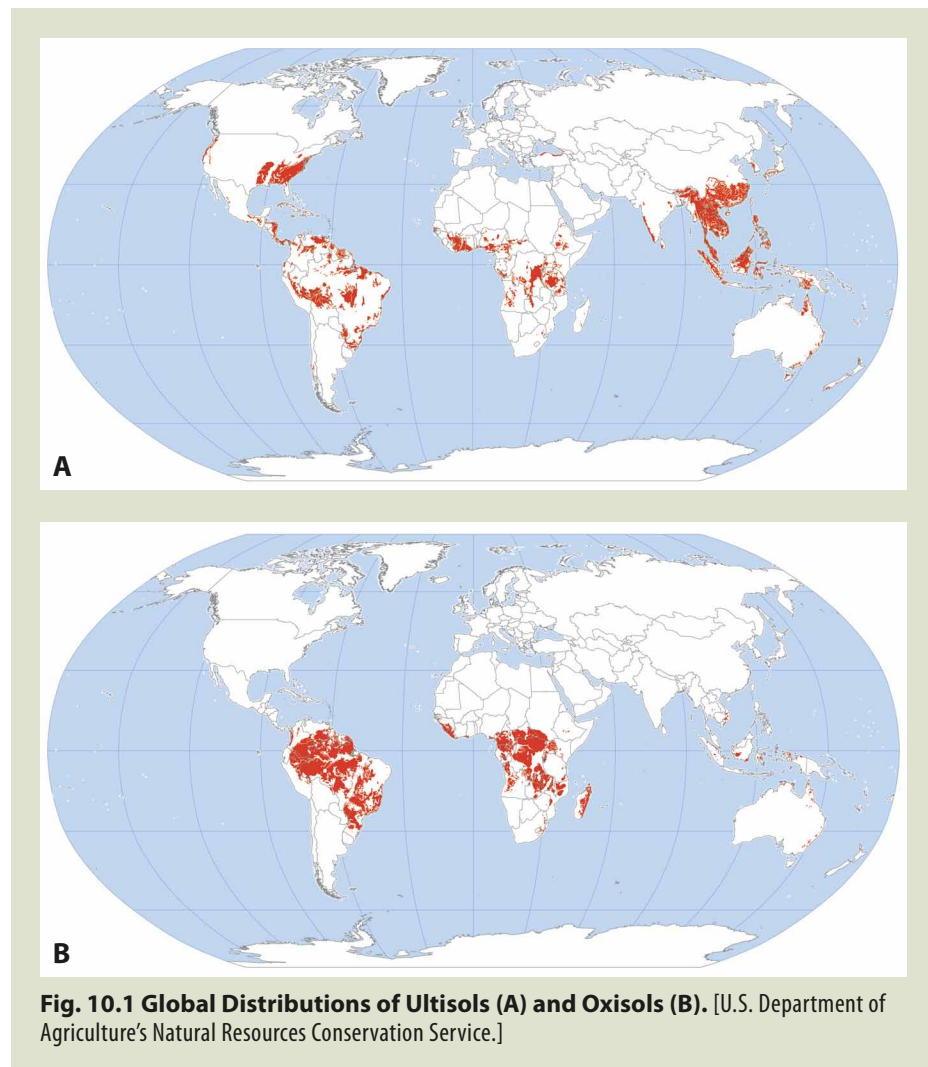 A
B
Fig. 10.1 Global Distributions of Ultisols (A) and Oxisols (B). [U.S. Department of
Agriculture’s Natural Resources Conservation Service.]